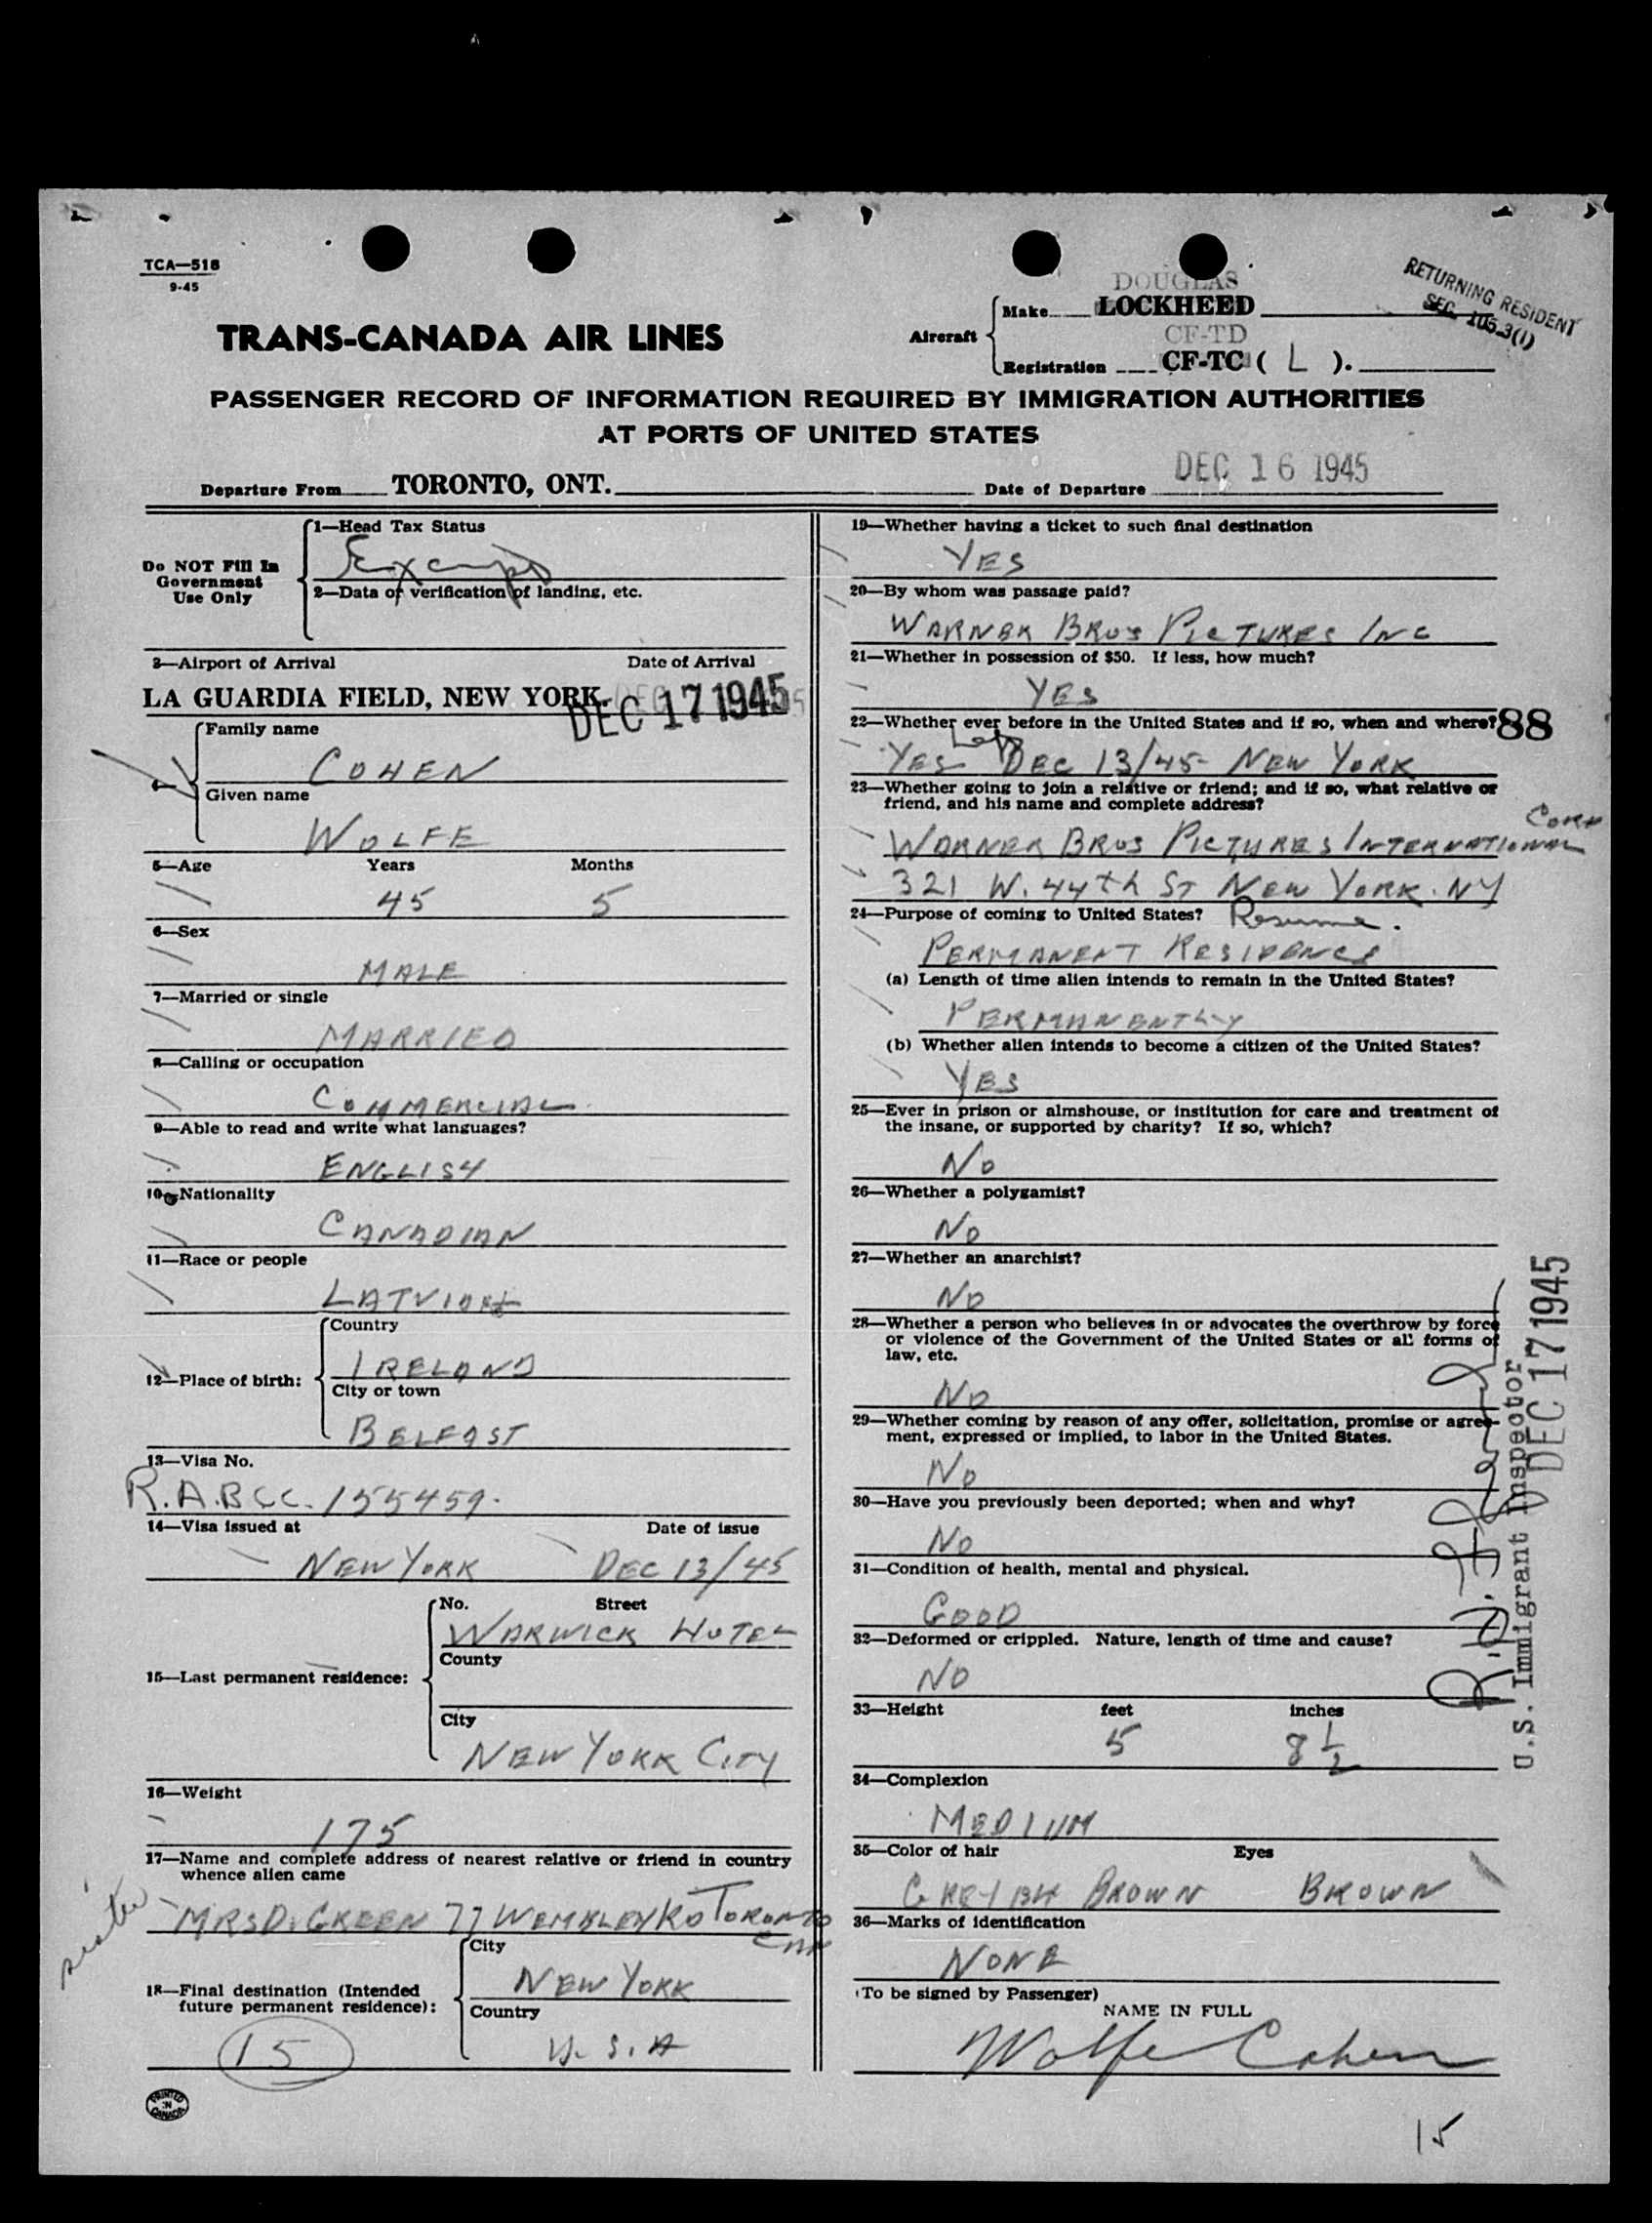 TCA—518
9-45
TRANS-CANADA AIR LINES
Aircraft
DOUGLAS
Make LOCKHEED
CF-TD
Registration CF-TC ( L ).
RETURNING RESIDENT
SEC. 105.3(1)
PASSENGER RECORD OF INFORMATION REQUIRED BY IMMIGRATION AUTHORITIES
AT PORTS OF UNITED STATES
Departure From TORONTO, ONT. Date of Departure DEC 16 1945
Do NOT Fill In
Government
Use Only
1—Head Tax Status
Exempt
2—Data of verification of landing, etc.
3—Airport of Arrival Date of Arrival
LA GUARDIA FIELD, NEW YORK. DEC 17 1945
Family name
COHEN
Given name
WOLFE
5—Age Years Months
45 5
6—Sex
MALE
7—Married or single
MARRIED
8—Calling or occupation
COMMERCIAL
9—Able to read and write what languages?
ENGLISH
10—Nationality
CANADIAN
11—Race or people
LATVIAN
12—Place of birth:
Country
IRELAND
City or town
BELFAST
13—Visa No.
155459.
14—Visa issued at Date of issue
NEW YORK DEC 13/45
15—Last permanent residence:
No. Street
WARWICK HOTEL
County
City
NEW YORK CITY
16—Weight
175
17—Name and complete address of nearest relative or friend in country
whence alien came
sister
MRS D. GREEN 77 WEMBLEY RD TORONTO
CAN
18—Final destination (Intended
future permanent residence):
City
NEW YORK
Country
U.S.A
15
PRINTED
IN
CANADA
19—Whether having a ticket to such final destination
YES
20—By whom was passage paid?
WARNER BROS PICTURES INC
21—Whether in possession of $50. If less, how much?
YES
22—Whether ever before in the United States and if so, when and where?
88
Left
YES DEC 13/45- NEW YORK
23—Whether going to join a relative or friend; and if so, what relative or
friend, and his name and complete address?
WARNER BROS PICTURES INTERNATIONAL CORP
321 W. 44th ST NEW YORK. NY
24—Purpose of coming to United States? Resume.
PERMANENT RESIDENCE
(a) Length of time alien intends to remain in the United States?
PERMANENTLY
(b) Whether alien intends to become a citizen of the United States?
YES
25—Ever in prison or almshouse, or institution for care and treatment of
the insane, or supported by charity? If so, which?
NO
26—Whether a polygamist?
NO
27—Whether an anarchist?
NO
28—Whether a person who believes in or advocates the overthrow by force
or violence of the Government of the United States or all forms of
law, etc.
NO
29—Whether coming by reason of any offer, solicitation, promise or agree-
ment, expressed or implied, to labor in the United States.
NO
30—Have you previously been deported; when and why?
NO
31—Condition of health, mental and physical.
GOOD
32—Deformed or crippled. Nature, length of time and cause?
NO
33—Height feet inches
5 8 1/2
34—Complexion
MEDIUM
35—Color of hair Eyes
GREYISH BROWN BROWN
36—Marks of identification
NONE
(To be signed by Passenger)
NAME IN FULL
Wolfe Cohen
15
U.S. Immigrant Inspector
DEC 17 1945